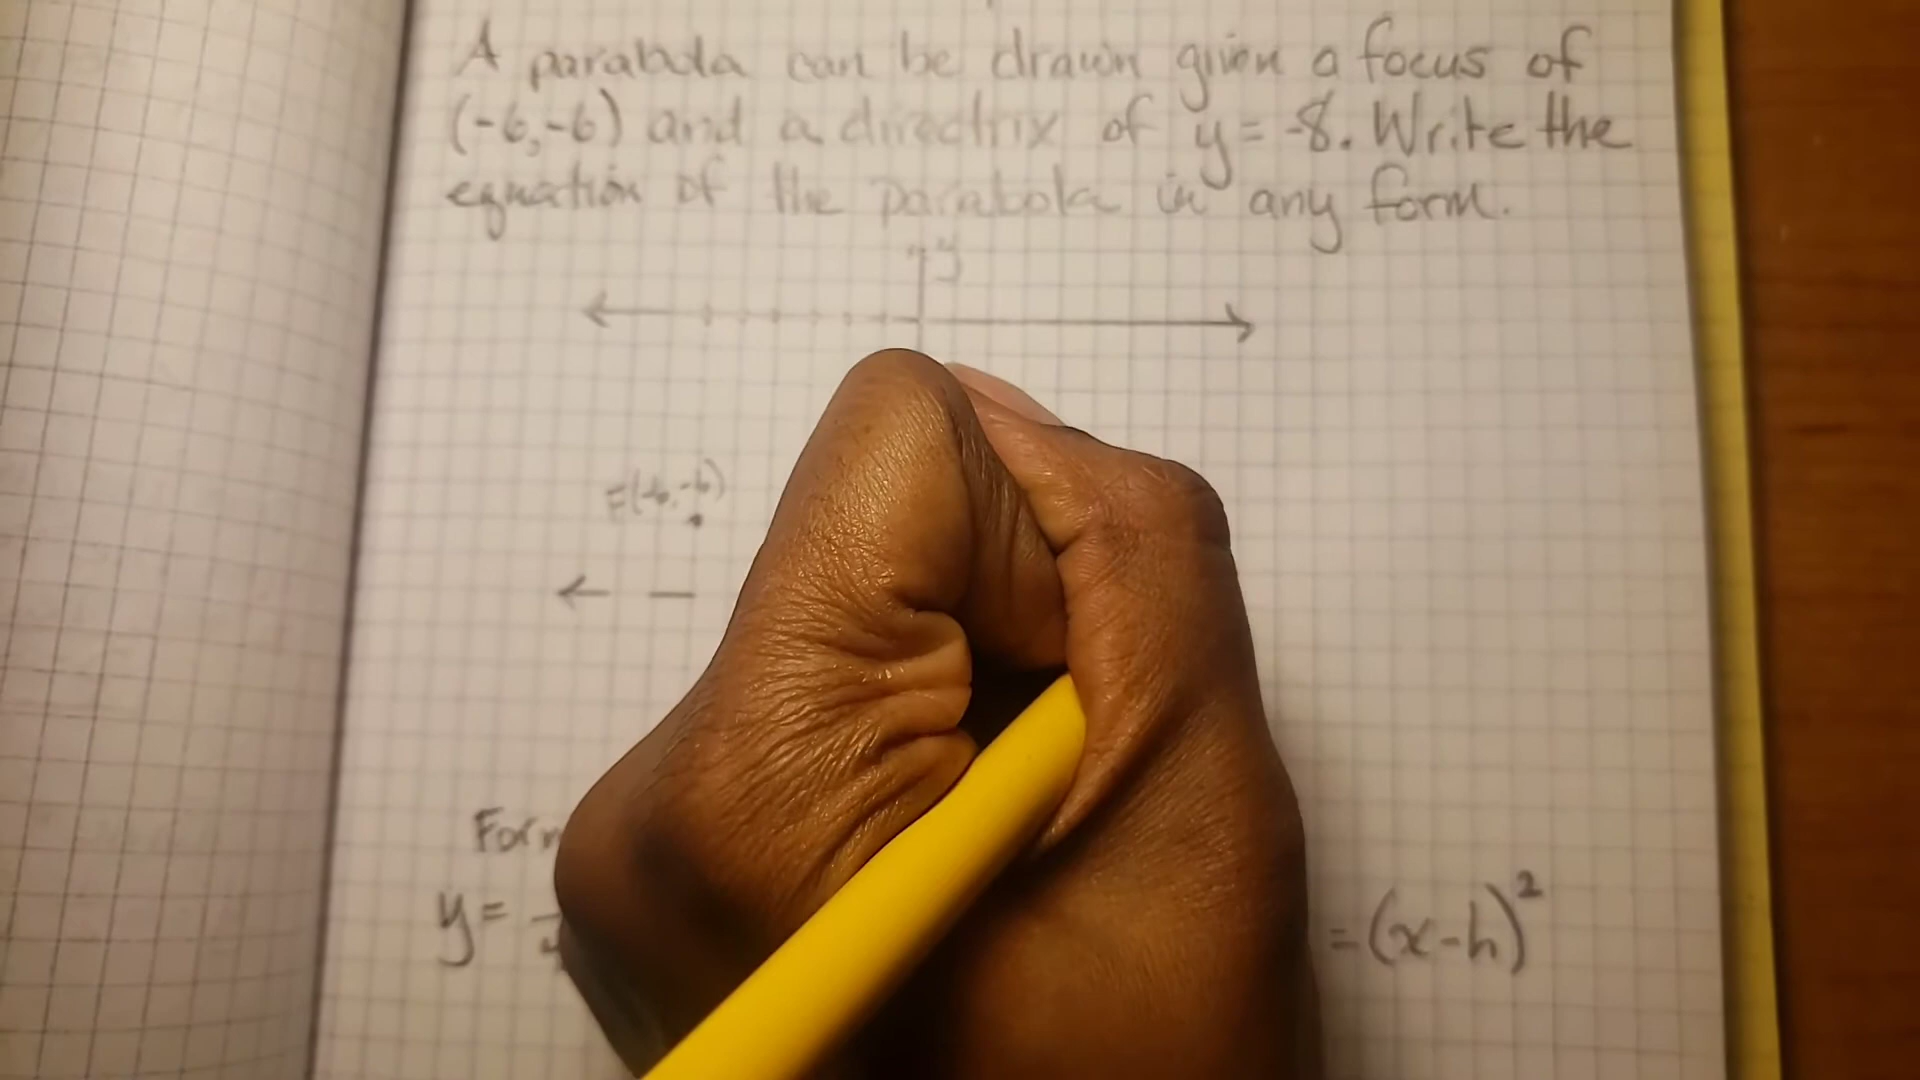 A parabola can be drawn given a focus of
(-6,-6) and a directrix of y = -8. Write the
equation of the parabola in any form.
y
=(-6,-6)
Form
y =
=(x-h)²